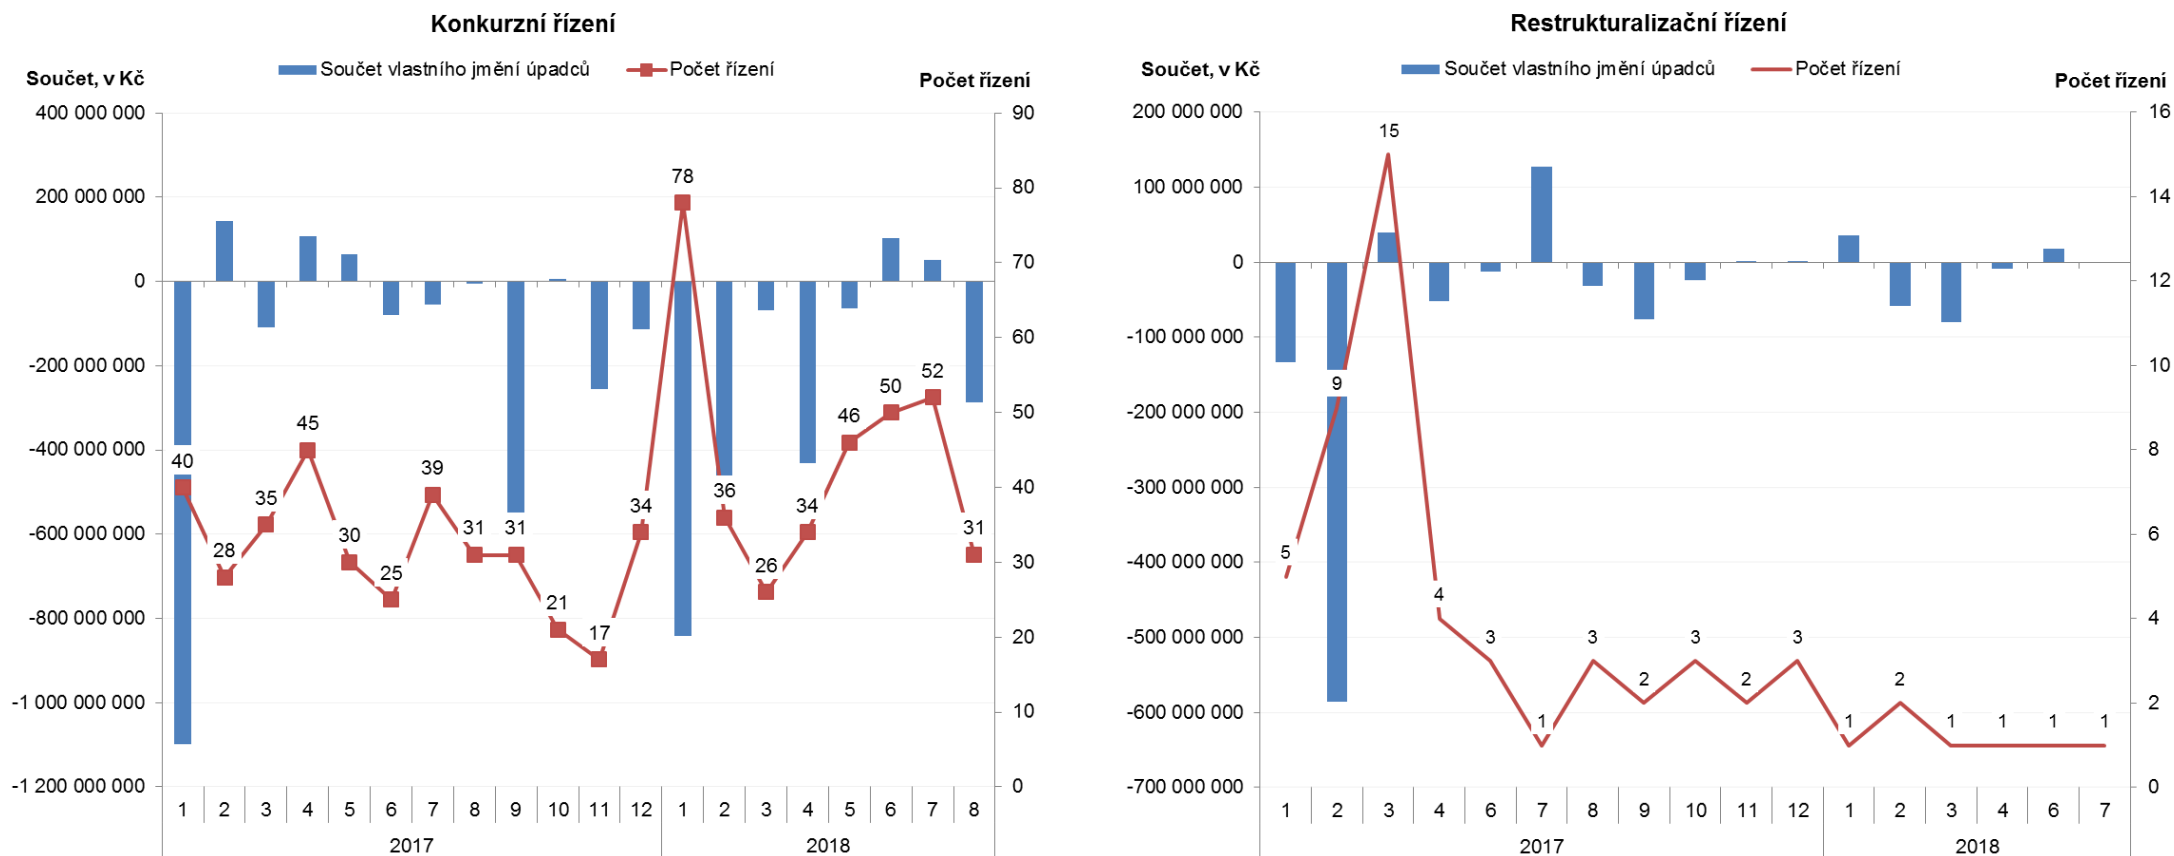 Konkurzní řízení
Součet vlastního jmění úpadců
Počet řízení
Součet, v Kč
Počet řízení
400 000 000
200 000 000
0
-200 000 000
-400 000 000
-600 000 000
-800 000 000
-1 000 000 000
-1 200 000 000
90
80
70
60
50
40
30
20
10
0
40
28
35
45
30
25
39
31
31
21
17
34
78
36
26
34
46
50
52
31
1 2 3 4 5 6 7 8 9 10 11 12 1 2 3 4 5 6 7 8
2017 2018
Restrukturalizační řízení
Součet vlastního jmění úpadců
Počet řízení
Součet, v Kč
Počet řízení
200 000 000
100 000 000
0
-100 000 000
-200 000 000
-300 000 000
-400 000 000
-500 000 000
-600 000 000
-700 000 000
16
14
12
10
8
6
4
2
0
5
9
15
4
3
1
3
2
3
2
3
1
2
1
1
1
1
1 2 3 4 6 7 8 9 10 11 12 1 2 3 4 6 7
2017 2018